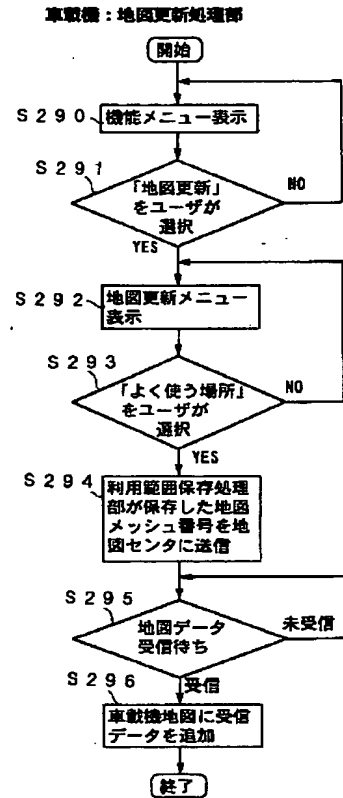 車載機：地図更新処理部
開始
S290
機能メニュー表示
S291
「地図更新」
をユーザが
選択
NO
YES
S292
地図更新メニュー
表示
S293
「よく使う場所」
をユーザが
選択
NO
YES
S294
利用範囲保存処理
部が保存した地図
メッシュ番号を地
図センタに送信
S295
地図データ
受信待ち
未受信
受信
S296
車載機地図に受信
データを追加
終了